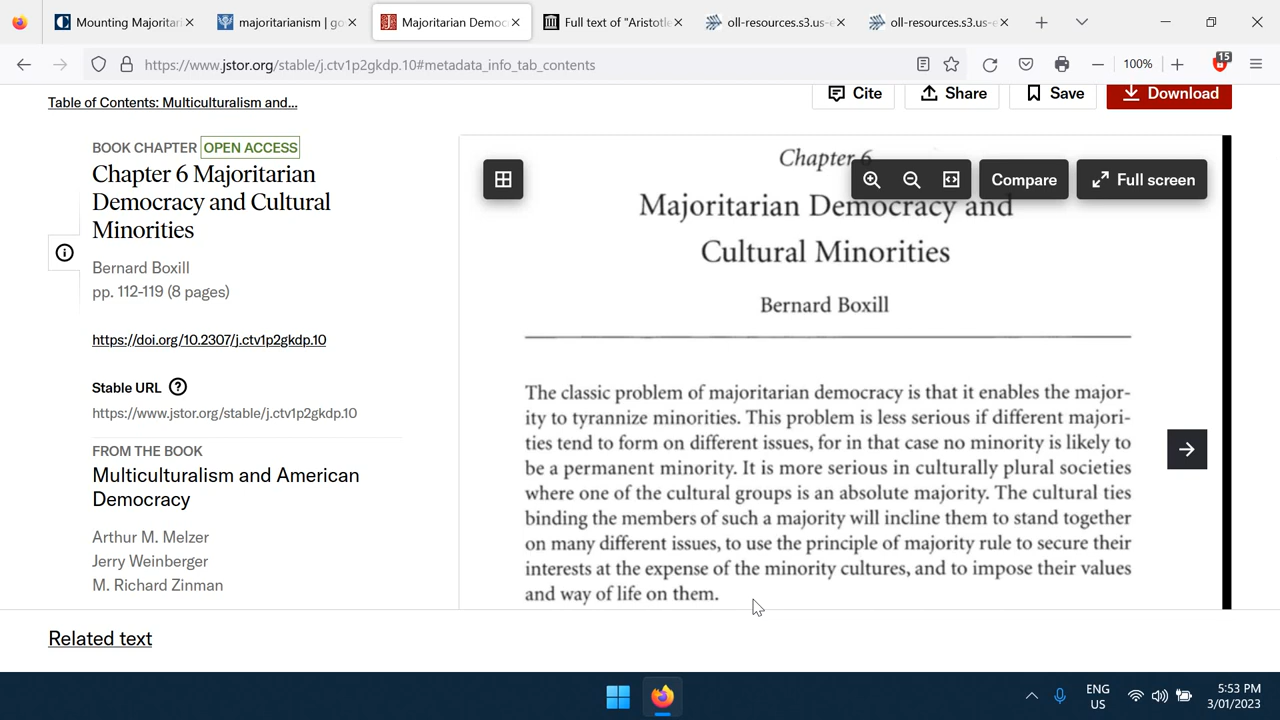 Mounting Majoritari
majoritarianism | go
Majoritarian Democ
Full text of "Aristotle
oll-resources.s3.us-e
oll-resources.s3.us-e
https://www.jstor.org/stable/j.ctv1p2gkdp.10#metadata_info_tab_contents
100%
15
Table of Contents: Multiculturalism and...
Cite
Share
Save
Download
BOOK CHAPTER OPEN ACCESS
Chapter 6 Majoritarian
Democracy and Cultural
Minorities
Bernard Boxill
pp. 112-119 (8 pages)
https://doi.org/10.2307/j.ctv1p2gkdp.10
Stable URL
https://www.jstor.org/stable/j.ctv1p2gkdp.10
FROM THE BOOK
Multiculturalism and American
Democracy
Arthur M. Melzer
Jerry Weinberger
M. Richard Zinman
Compare
Full screen
Chapter 6
Majoritarian Democracy and
Cultural Minorities
Bernard Boxill
The classic problem of majoritarian democracy is that it enables the major-
ity to tyrannize minorities. This problem is less serious if different majori-
ties tend to form on different issues, for in that case no minority is likely to
be a permanent minority. It is more serious in culturally plural societies
where one of the cultural groups is an absolute majority. The cultural ties
binding the members of such a majority will incline them to stand together
on many different issues, to use the principle of majority rule to secure their
interests at the expense of the minority cultures, and to impose their values
and way of life on them.
Related text
ENG
US
5:53 PM
3/01/2023